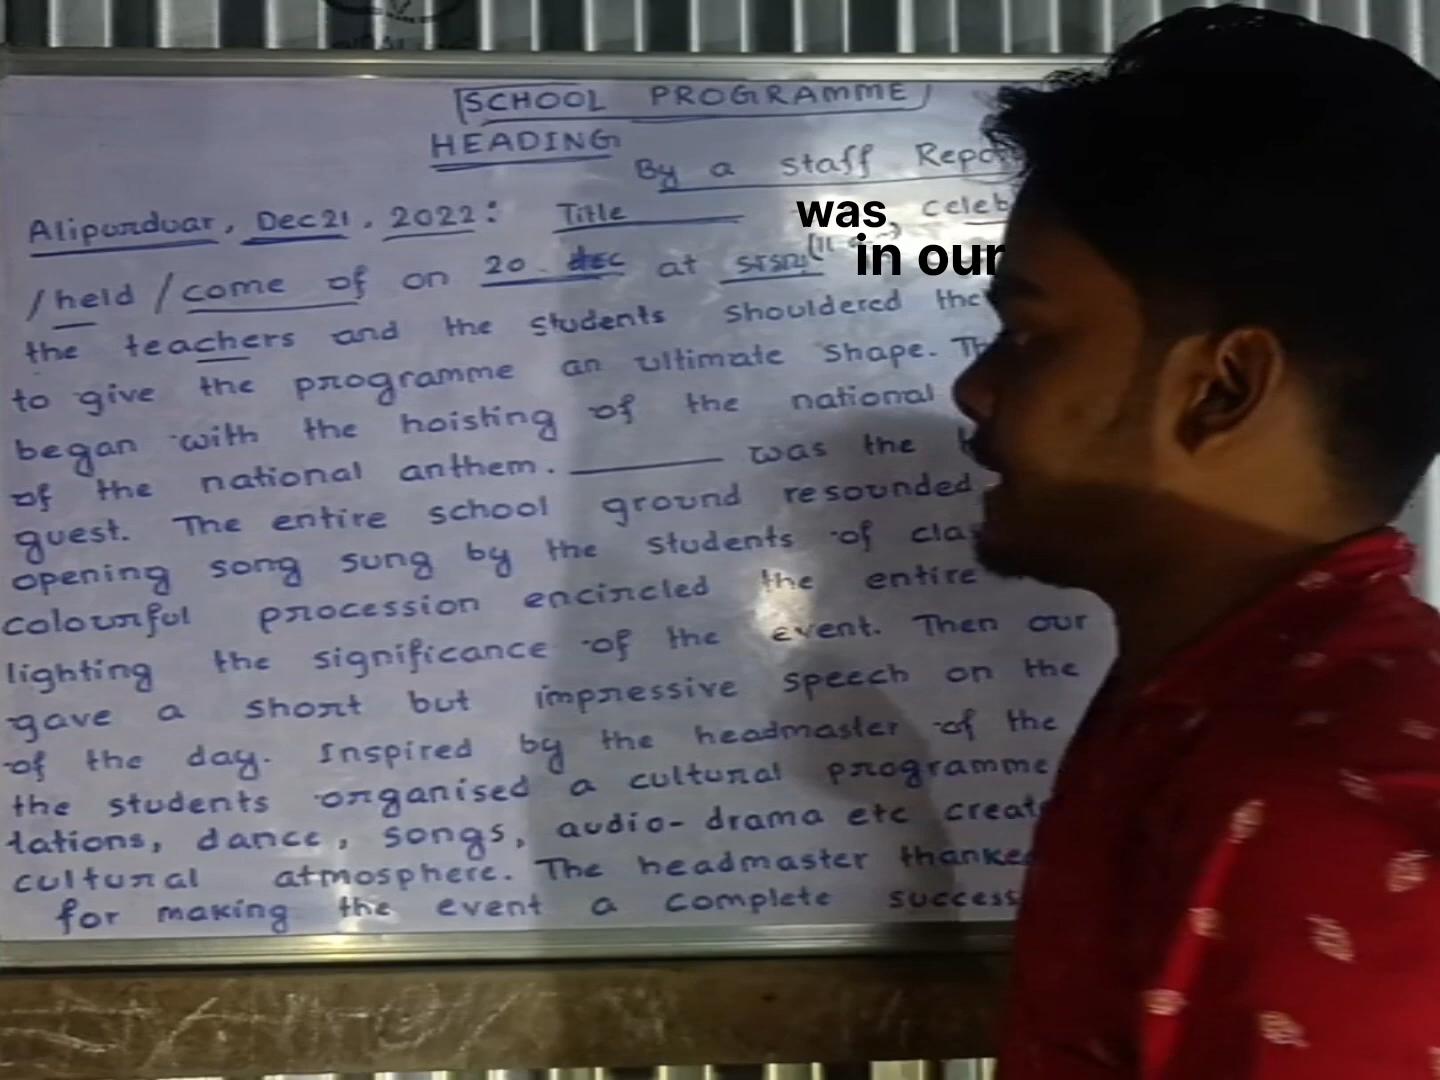 SCHOOL PROGRAMME
HEADING
By a staff
Alipurduar, Dec 21, 2022: Title was
/held / come of on 20 dec at in our
the teachers and the students shouldered the
to give the programme an ultimate shape.
began with the hoisting of the national
of the national anthem. was the
guest. The entire school ground resounded
opening song sung by the students of
colourful procession encircled the entire
lighting the significance of the event. Then our
gave a short but impressive speech on the
of the day. Inspired by the headmaster of the
the students organised a cultural programme
tations, dance, songs, audio-drama etc
cultural atmosphere. The headmaster
for making the event a complete success